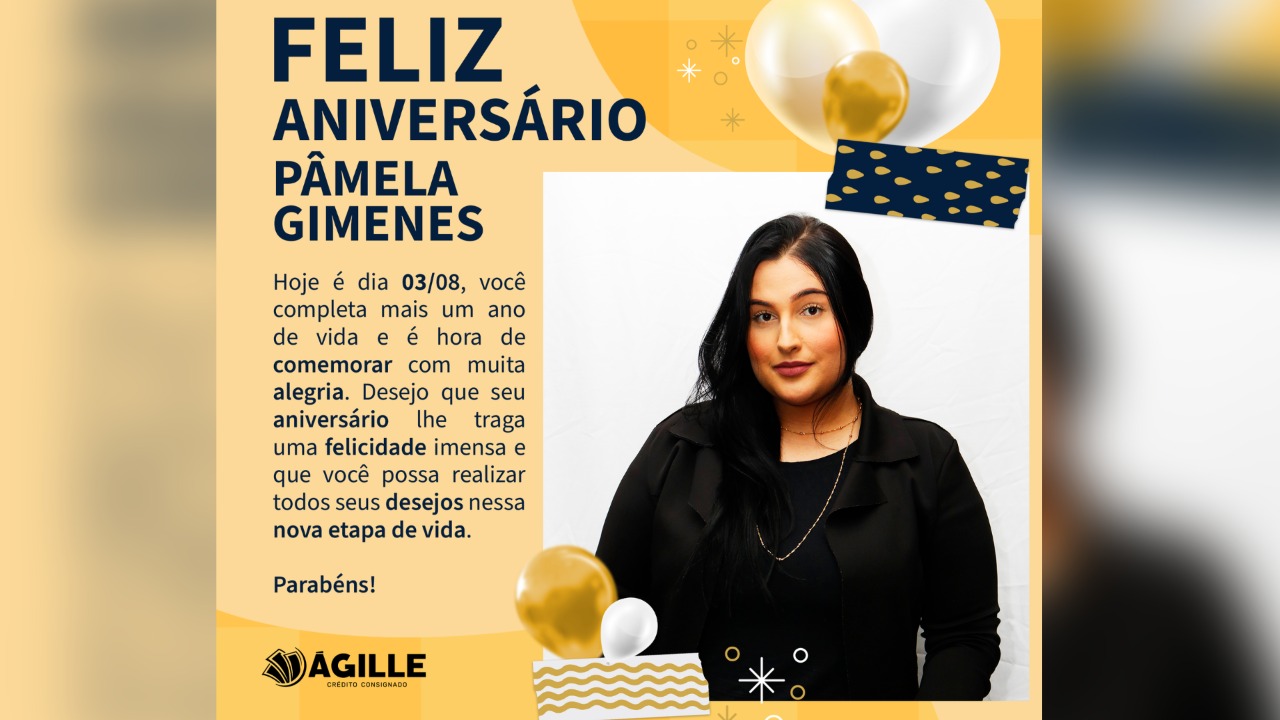 FELIZ
ANIVERSÁRIO
PÂMELA
GIMENES
Hoje é dia 03/08, você
completa mais um ano
de vida e é hora de
comemorar com muita
alegria. Desejo que seu
aniversário lhe traga
uma felicidade imensa e
que você possa realizar
todos seus desejos nessa
nova etapa de vida.
Parabéns!
ÁGILLE
CRÉDITO CONSIGNADO